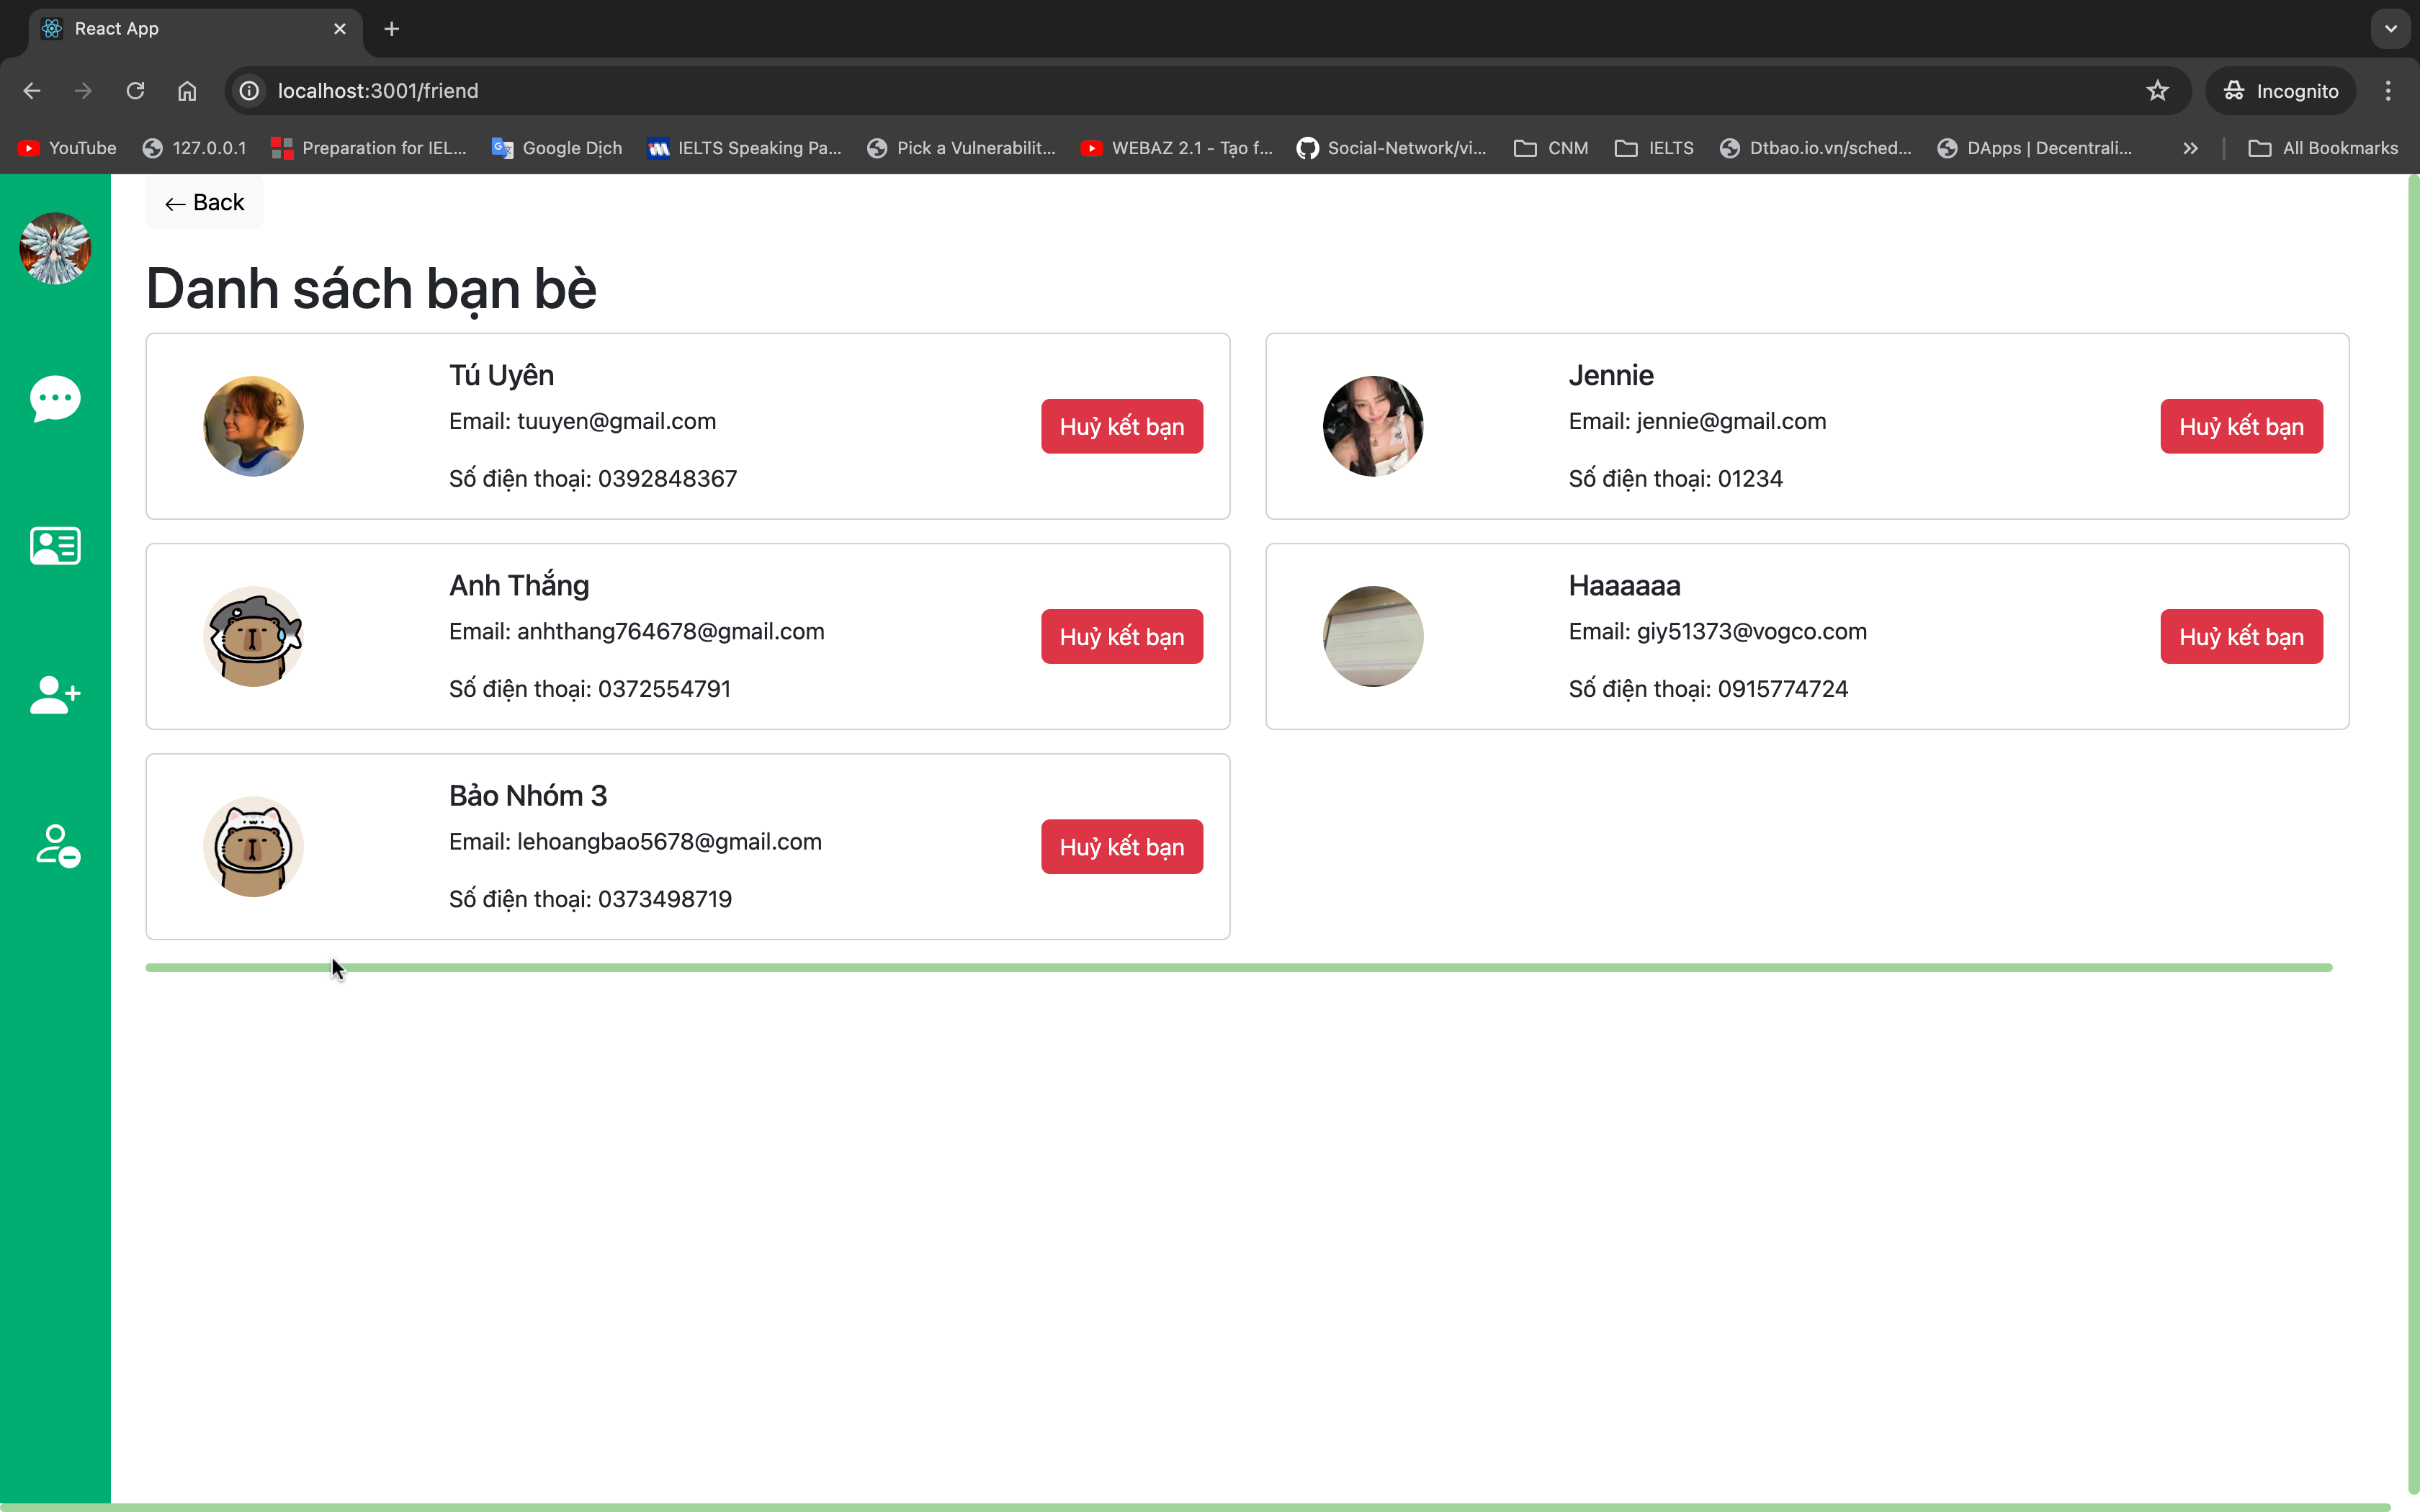 React App
localhost:3001/friend
Incognito
YouTube
127.0.0.1
Preparation for IEL...
Google Dịch
IELTS Speaking Pa...
Pick a Vulnerabilit...
WEBAZ 2.1 - Tạo f...
Social-Network/vi...
CNM
IELTS
Dtbao.io.vn/sched...
DApps | Decentrali...
All Bookmarks
← Back
Danh sách bạn bè
Tú Uyên
Email: tuuyen@gmail.com
Số điện thoại: 0392848367
Huỷ kết bạn
Jennie
Email: jennie@gmail.com
Số điện thoại: 01234
Huỷ kết bạn
Anh Thắng
Email: anhthang764678@gmail.com
Số điện thoại: 0372554791
Huỷ kết bạn
Haaaaaa
Email: giy51373@vogco.com
Số điện thoại: 0915774724
Huỷ kết bạn
Bảo Nhóm 3
Email: lehoangbao5678@gmail.com
Số điện thoại: 0373498719
Huỷ kết bạn